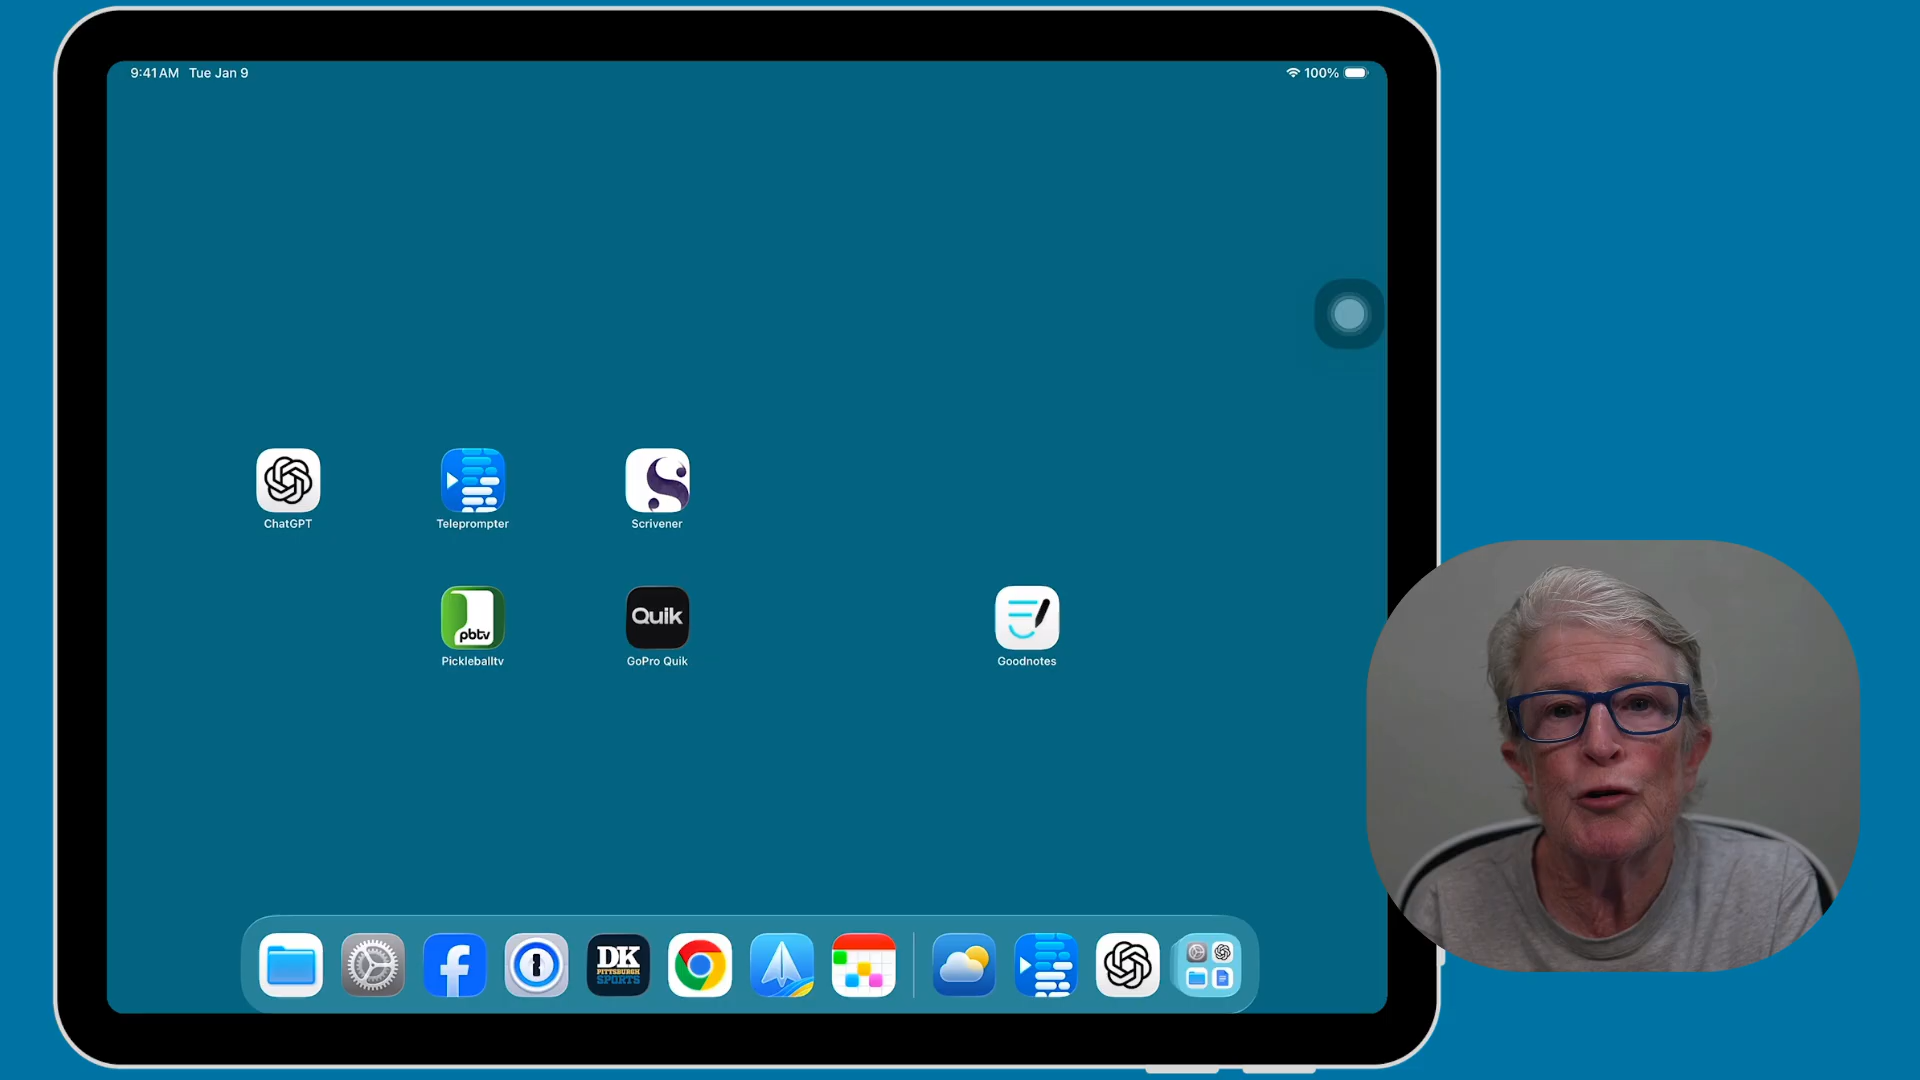 9:41 AM Tue Jan 9
100%
ChatGPT
Teleprompter
Scrivener
pbtv
Quik
Pickleballtv
GoPro Quik
Goodnotes
DK
PITTSBURGH
SPORTS